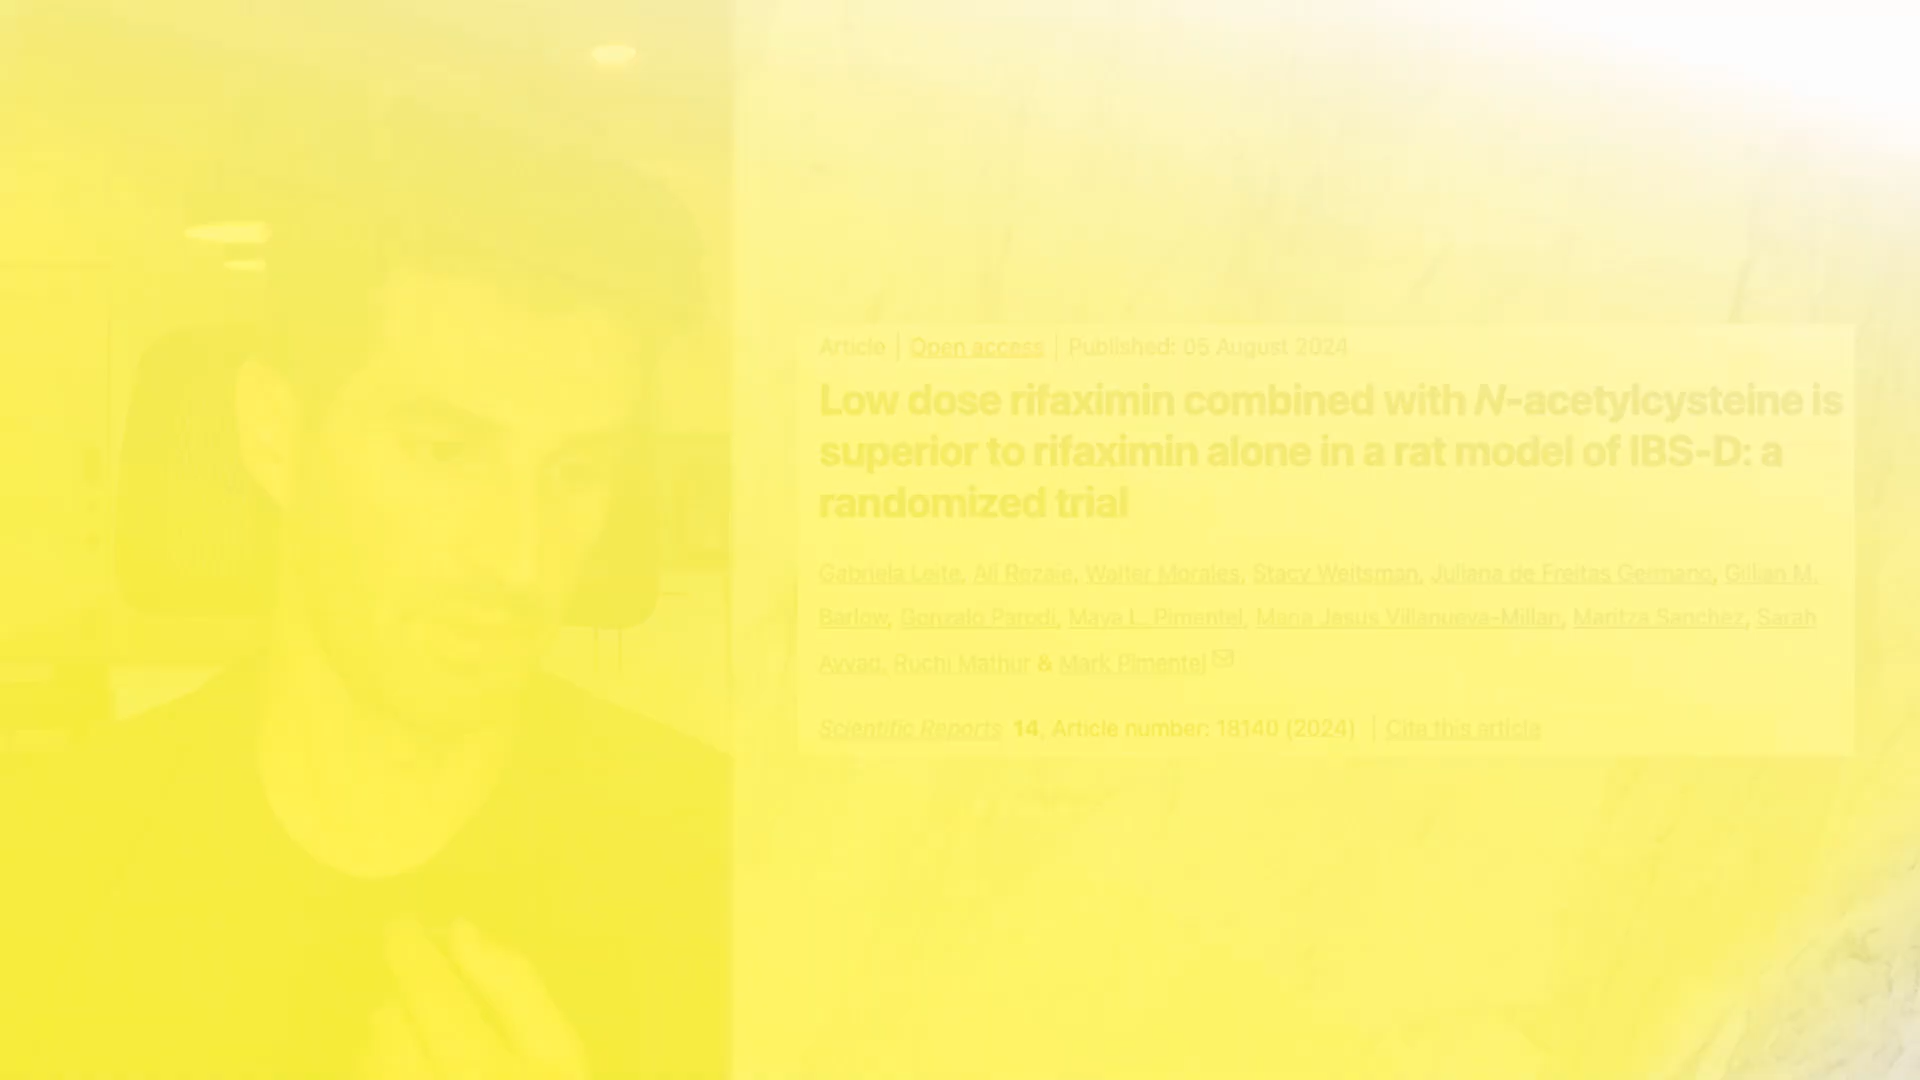 Article | Open access | Published: 05 August 2024
Low dose rifaximin combined with N-acetylcysteine is
superior to rifaximin alone in a rat model of IBS-D: a
randomized trial
Gabriela Leite, Ali Rezaie, Walter Morales, Stacy Weitsman, Juliana de Freitas Germano, Gillian M.
Barlow, Gonzalo Parodi, Maya L. Pimentel, Maria Jesus Villanueva-Millan, Maritza Sanchez, Sarah
Ayyad, Ruchi Mathur & Mark Pimentel
Scientific Reports 14, Article number: 18140 (2024) | Cite this article